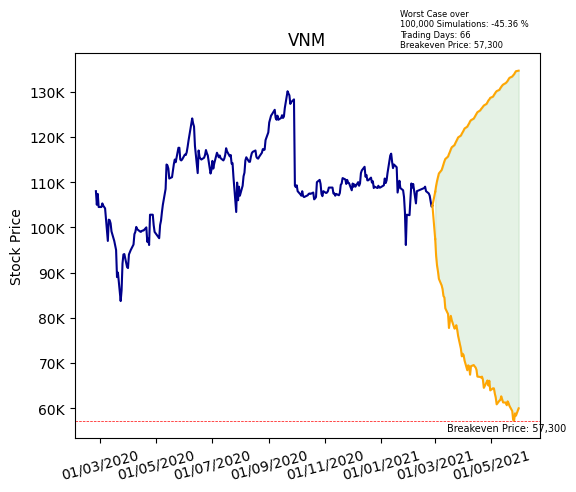 Worst Case over
100,000 Simulations: -45.36 %
Trading Days: 66
Breakeven Price: 57,300
VNM
Stock Price
130K
120K
110K
100K
90K
80K
70K
60K
Breakeven Price: 57,300
01/03/2020
01/05/2020
01/07/2020
01/09/2020
01/11/2020
01/01/2021
01/03/2021
01/05/2021